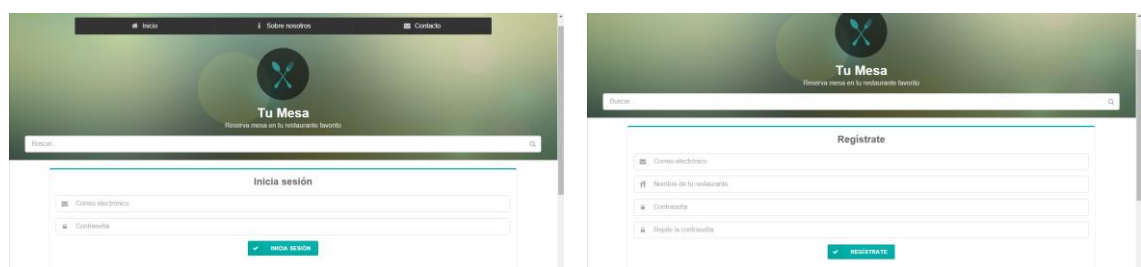 Inicio Sobre nosotros Contacto
Tu Mesa
Reserva mesa en tu restaurante favorito
Buscar...
Inicia sesión
Correo electrónico
Contraseña
INICIA SESIÓN
Tu Mesa
Reserva mesa en tu restaurante favorito
Buscar...
Regístrate
Correo electrónico
Nombre de tu restaurante
Contraseña
Repite la contraseña
REGÍSTRATE